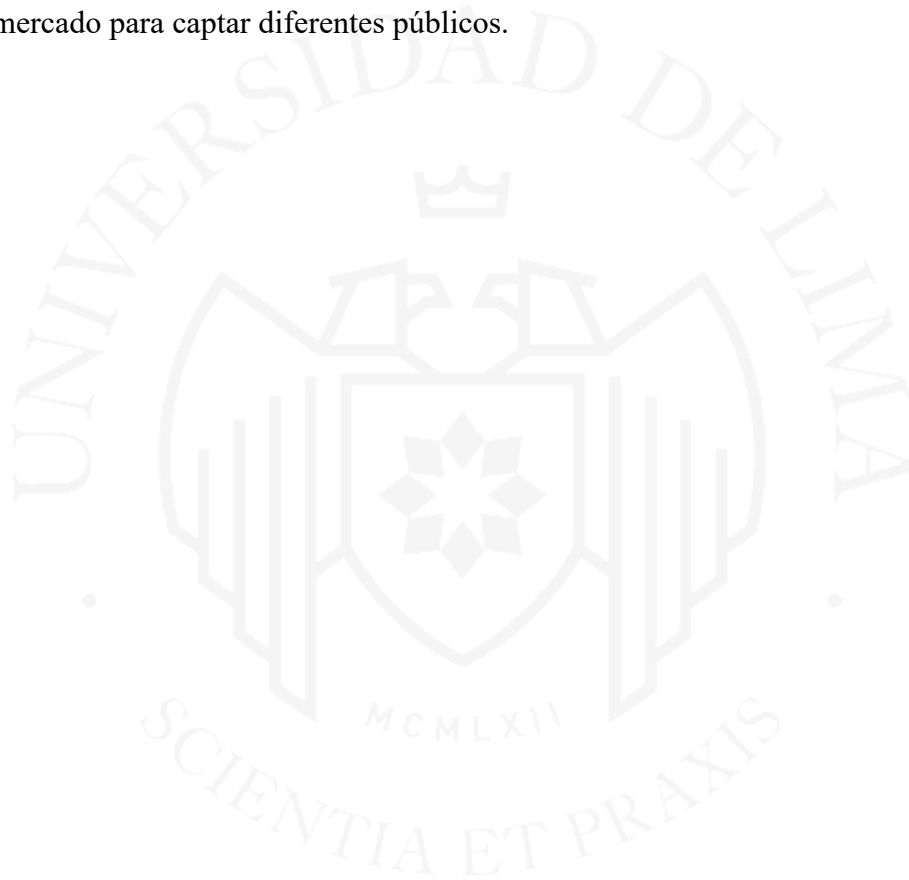 mercado para captar diferentes públicos.
UNIVERSIDAD DE LIMA
MCMLXII
SCIENTIA ET PRAXIS